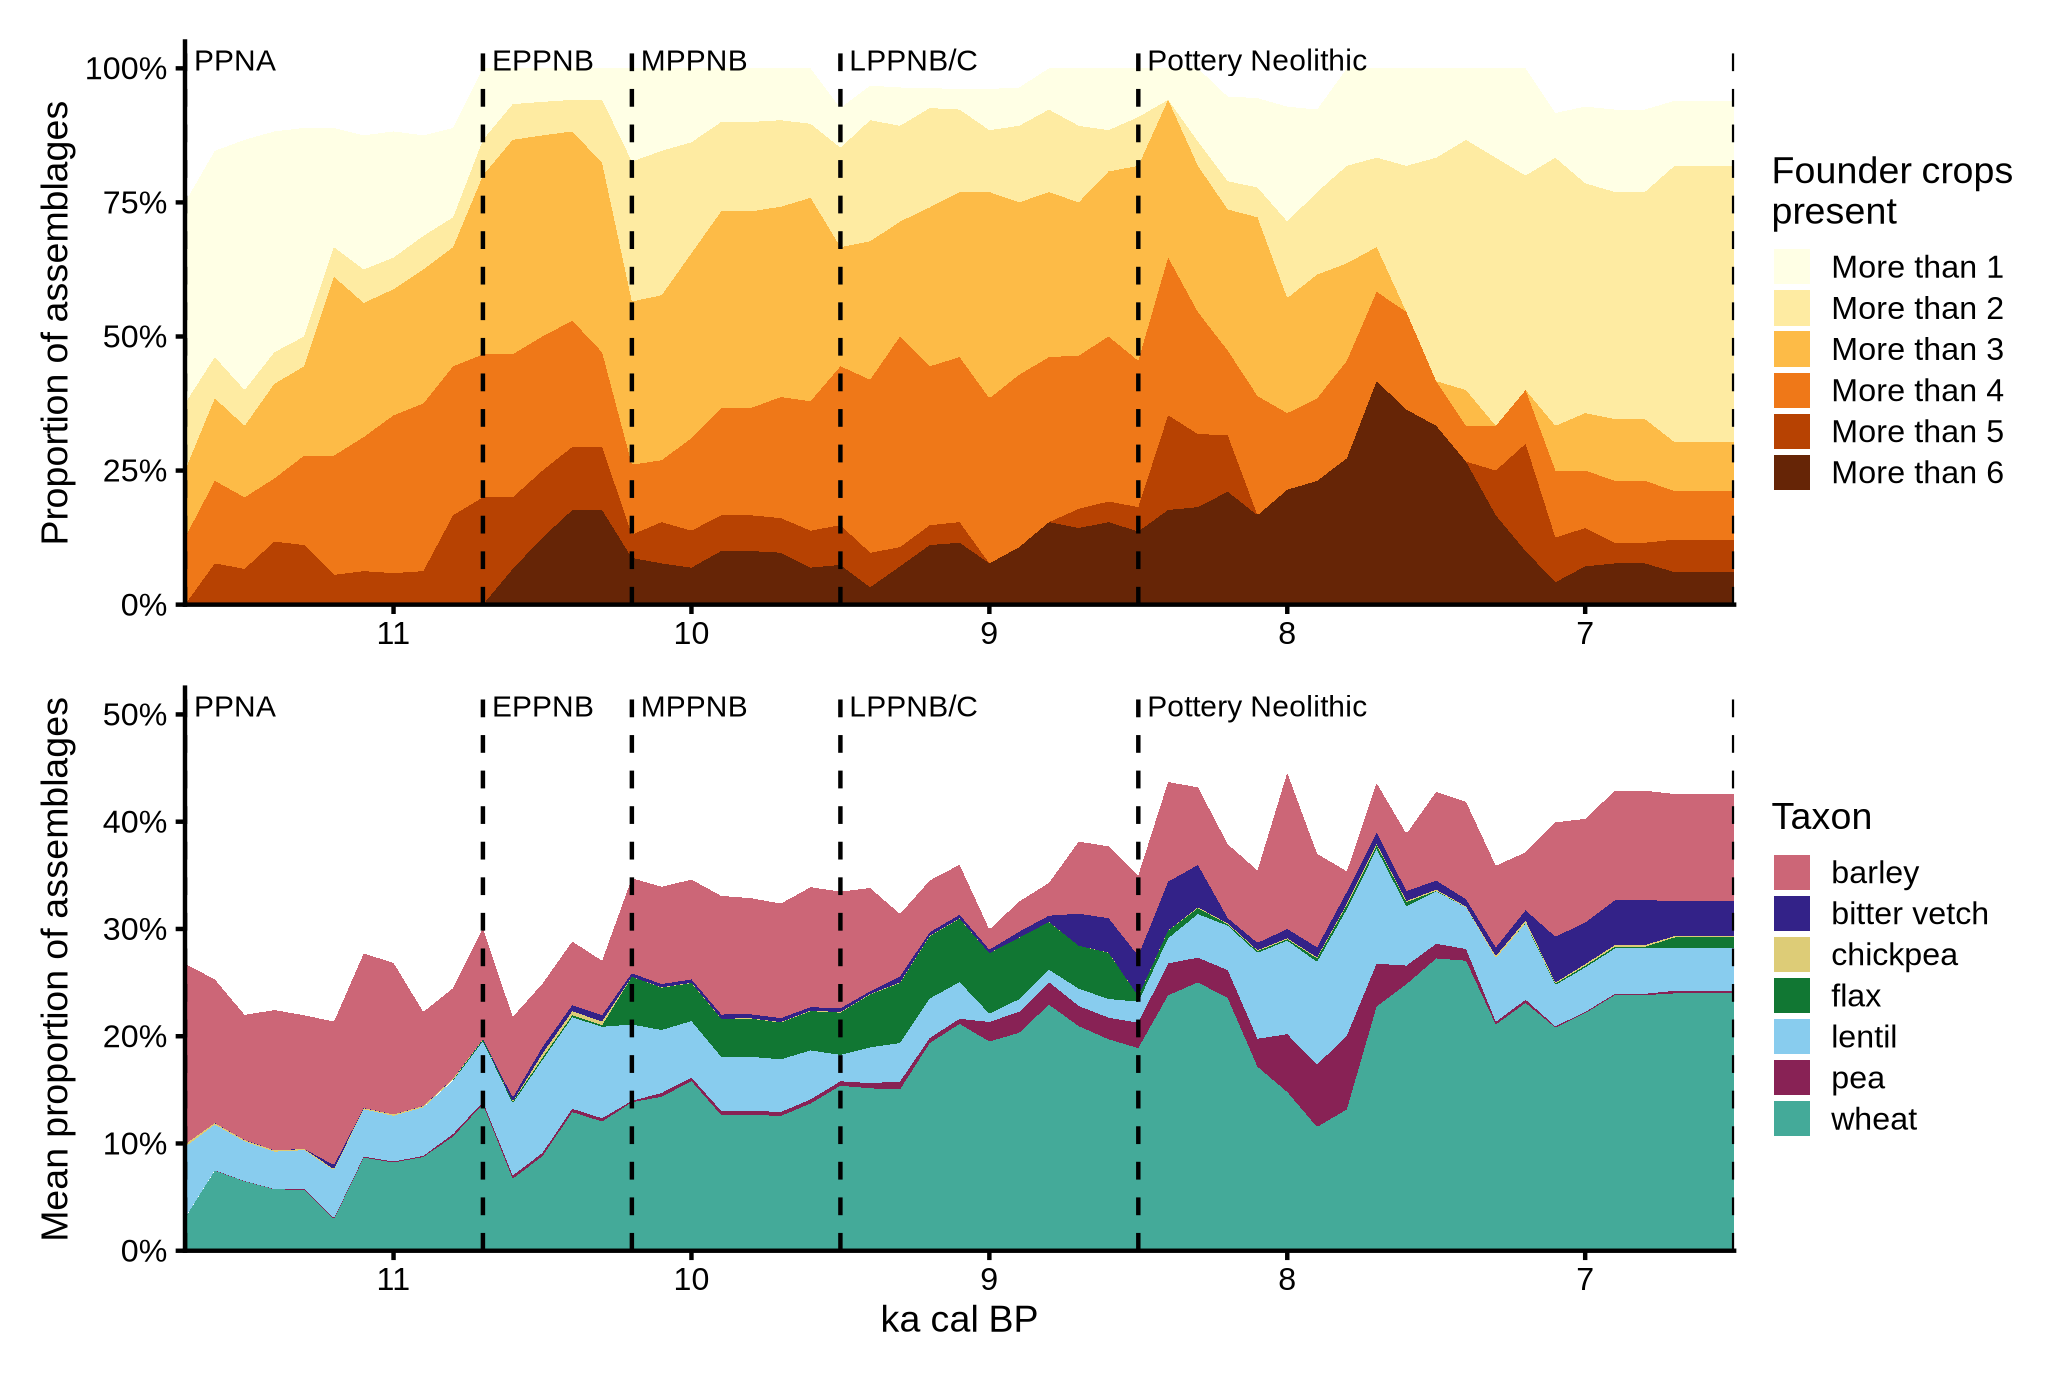 PPNA
EPPNB
MPPNB
LPPNB/C
Pottery Neolithic
100%
75%
50%
25%
0%
Proportion of assemblages
11
10
9
8
7
Founder crops
present
More than 1
More than 2
More than 3
More than 4
More than 5
More than 6
PPNA
EPPNB
MPPNB
LPPNB/C
Pottery Neolithic
50%
40%
30%
20%
10%
0%
Mean proportion of assemblages
11
10
9
8
7
ka cal BP
Taxon
barley
bitter vetch
chickpea
flax
lentil
pea
wheat